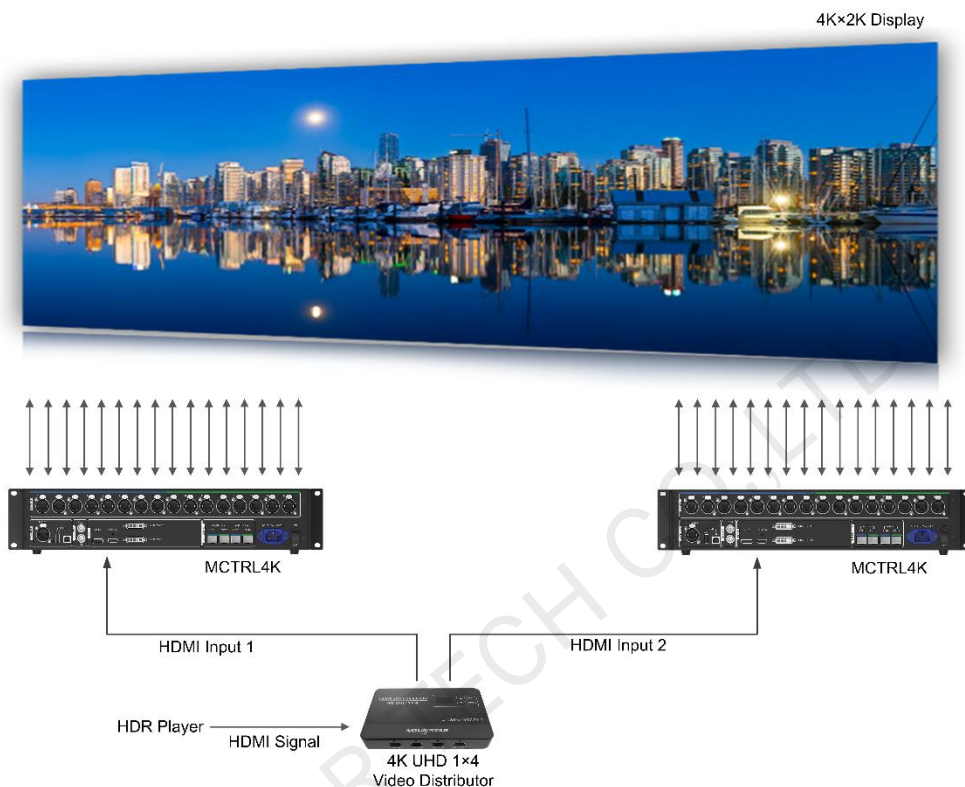 4K×2K Display
MCTRL4K
MCTRL4K
HDMI Input 1
HDMI Input 2
HDR Player
HDMI Signal
NOVASTAR
4K UHD 1×4
Video Distributor